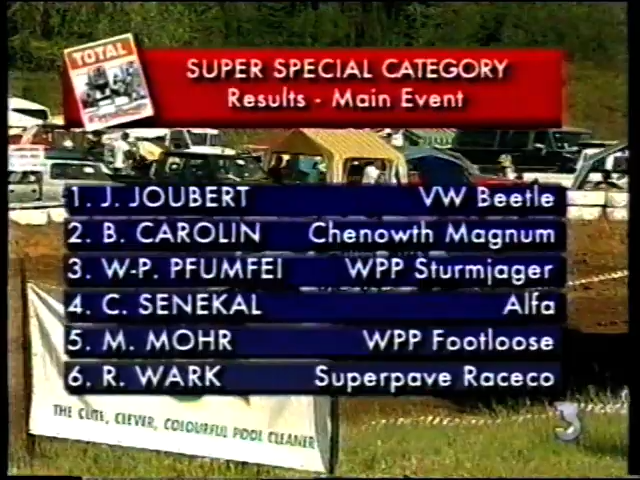 TOTAL
SUPER SPECIAL CATEGORY
Results - Main Event
1. J. JOUBERT VW Beetle
2. B. CAROLIN Chenowth Magnum
3. W-P. PFUMFEI WPP Sturmjager
4. C. SENEKAL Alfa
5. M. MOHR WPP Footloose
6. R. WARK Superpave Raceco
THE CUTE, CLEVER, COLOURFUL POOL CLEANER
3